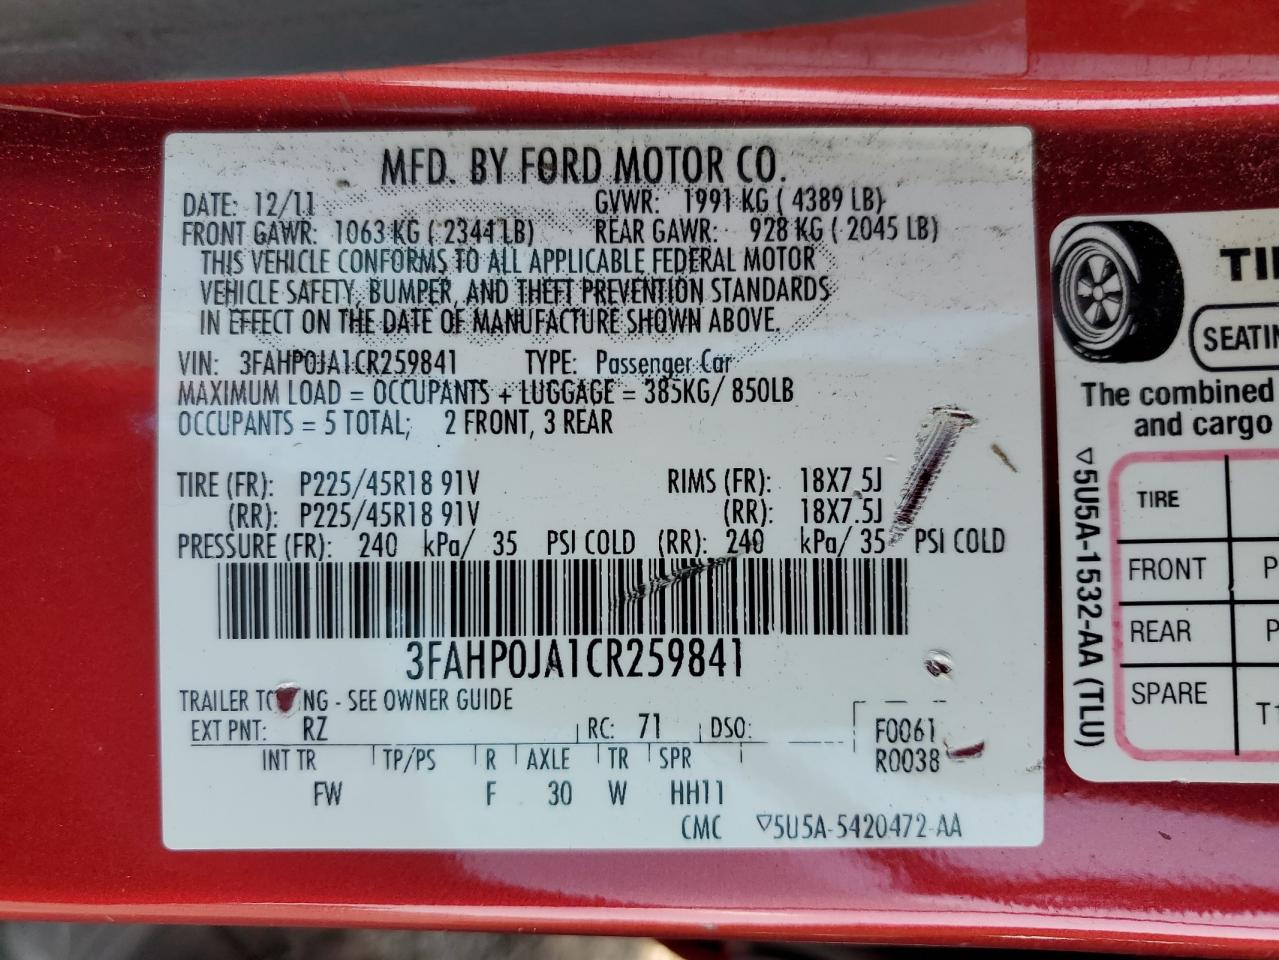 MFD. BY FORD MOTOR CO.
DATE: 12/11 GVWR: 1991 KG ( 4389 LB)
FRONT GAWR: 1063 KG ( 2344 LB) REAR GAWR: 928 KG ( 2045 LB)
THIS VEHICLE CONFORMS TO ALL APPLICABLE FEDERAL MOTOR
VEHICLE SAFETY, BUMPER, AND THEFT PREVENTION STANDARDS
IN EFFECT ON THE DATE OF MANUFACTURE SHOWN ABOVE.
VIN: 3FAHP0JA1CR259841 TYPE: Passenger Car
MAXIMUM LOAD = OCCUPANTS + LUGGAGE = 385KG/ 850LB
OCCUPANTS = 5 TOTAL; 2 FRONT, 3 REAR
TIRE (FR): P225/45R18 91V RIMS (FR): 18X7.5J
(RR): P225/45R18 91V (RR): 18X7.5J
PRESSURE (FR): 240 kPa/ 35 PSI COLD (RR): 240 kPa/ 35 PSI COLD
3FAHP0JA1CR259841
TRAILER - SEE OWNER GUIDE
EXT PNT: RZ RC: 71 DSO:
F0061
R0038
INT TR TP/PS R AXLE TR SPR
FW F 30 W HH11
CMC ▽5U5A-5420472-AA
TI
SEATIN
The combined
and cargo
▽5U5A-1532-AA (TLU)
TIRE
FRONT P
REAR P
SPARE T1